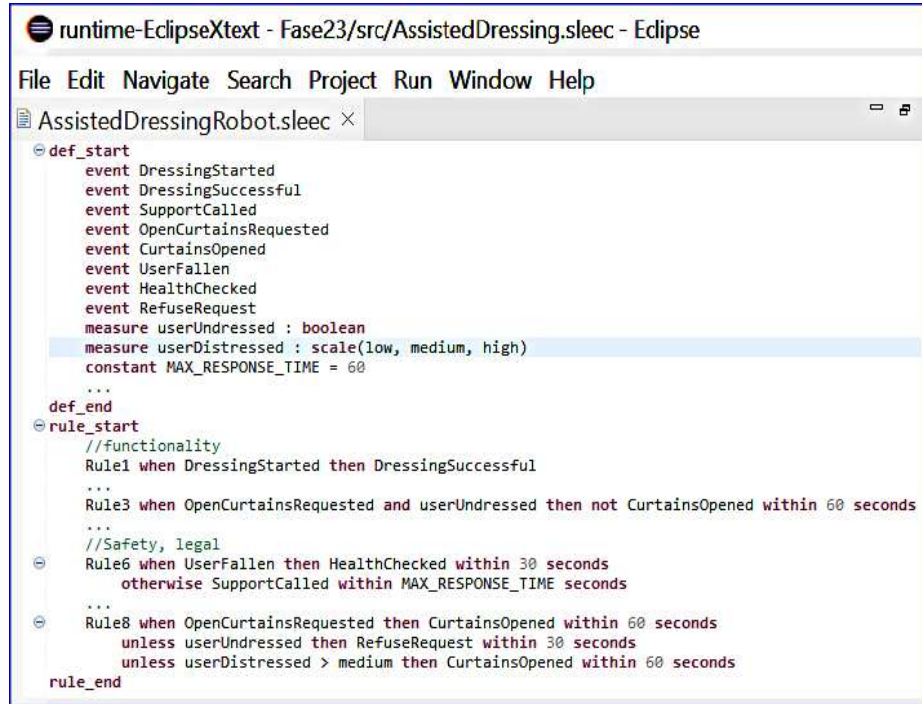 runtime-EclipseXtext - Fase23/src/AssistedDressing.sleec - Eclipse
File Edit Navigate Search Project Run Window Help
AssistedDressingRobot.sleec
def_start
event DressingStarted
event DressingSuccessful
event SupportCalled
event OpenCurtainsRequested
event CurtainsOpened
event UserFallen
event HealthChecked
event RefuseRequest
measure userUndressed : boolean
measure userDistressed : scale(low, medium, high)
constant MAX_RESPONSE_TIME = 60
...
def_end
rule_start
//functionality
Rule1 when DressingStarted then DressingSuccessful
...
Rule3 when OpenCurtainsRequested and userUndressed then not CurtainsOpened within 60 seconds
...
//Safety, legal
Rule6 when UserFallen then HealthChecked within 30 seconds
otherwise SupportCalled within MAX_RESPONSE_TIME seconds
...
Rule8 when OpenCurtainsRequested then CurtainsOpened within 60 seconds
unless userUndressed then RefuseRequest within 30 seconds
unless userDistressed > medium then CurtainsOpened within 60 seconds
rule_end